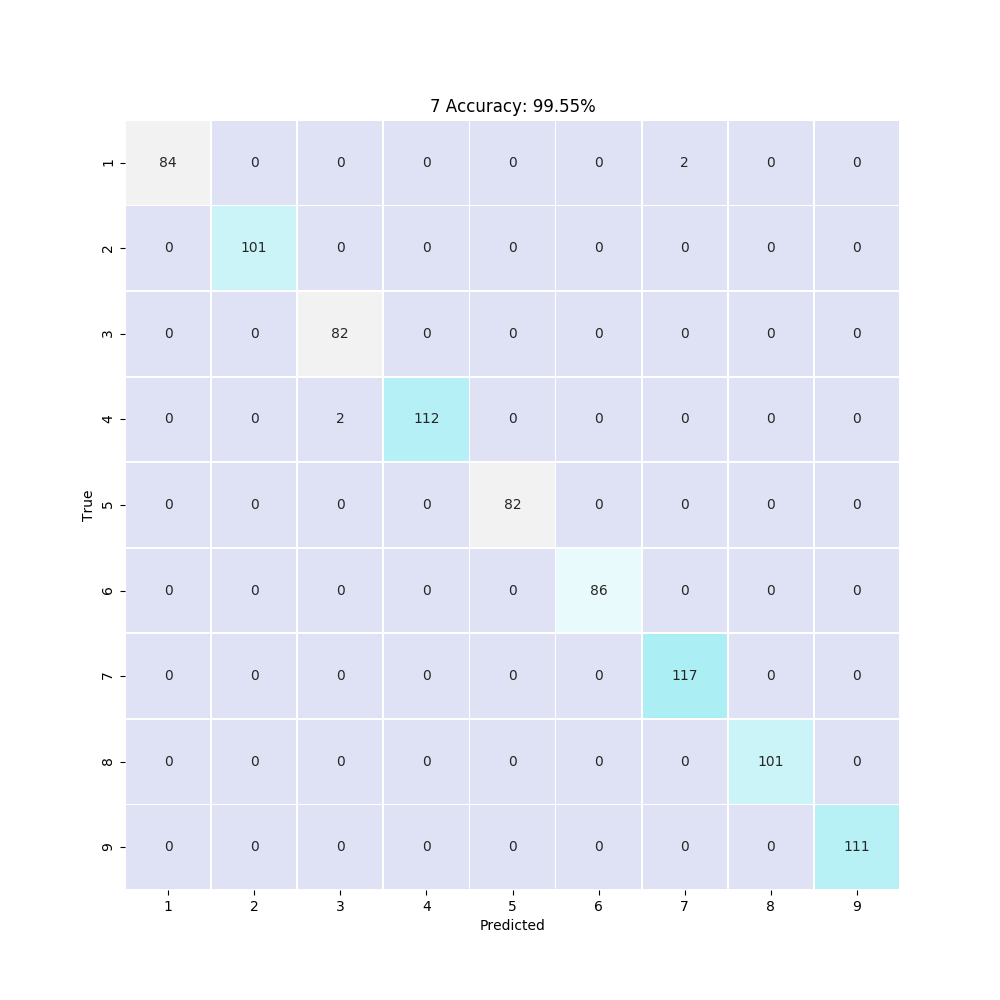 7 Accuracy: 99.55%
1 84 0 0 0 0 0 2 0 0
2 0 101 0 0 0 0 0 0 0
3 0 0 82 0 0 0 0 0 0
4 0 0 2 112 0 0 0 0 0
True
5 0 0 0 0 82 0 0 0 0
6 0 0 0 0 0 86 0 0 0
7 0 0 0 0 0 0 117 0 0
8 0 0 0 0 0 0 0 101 0
9 0 0 0 0 0 0 0 0 111
1 2 3 4 5 6 7 8 9
Predicted